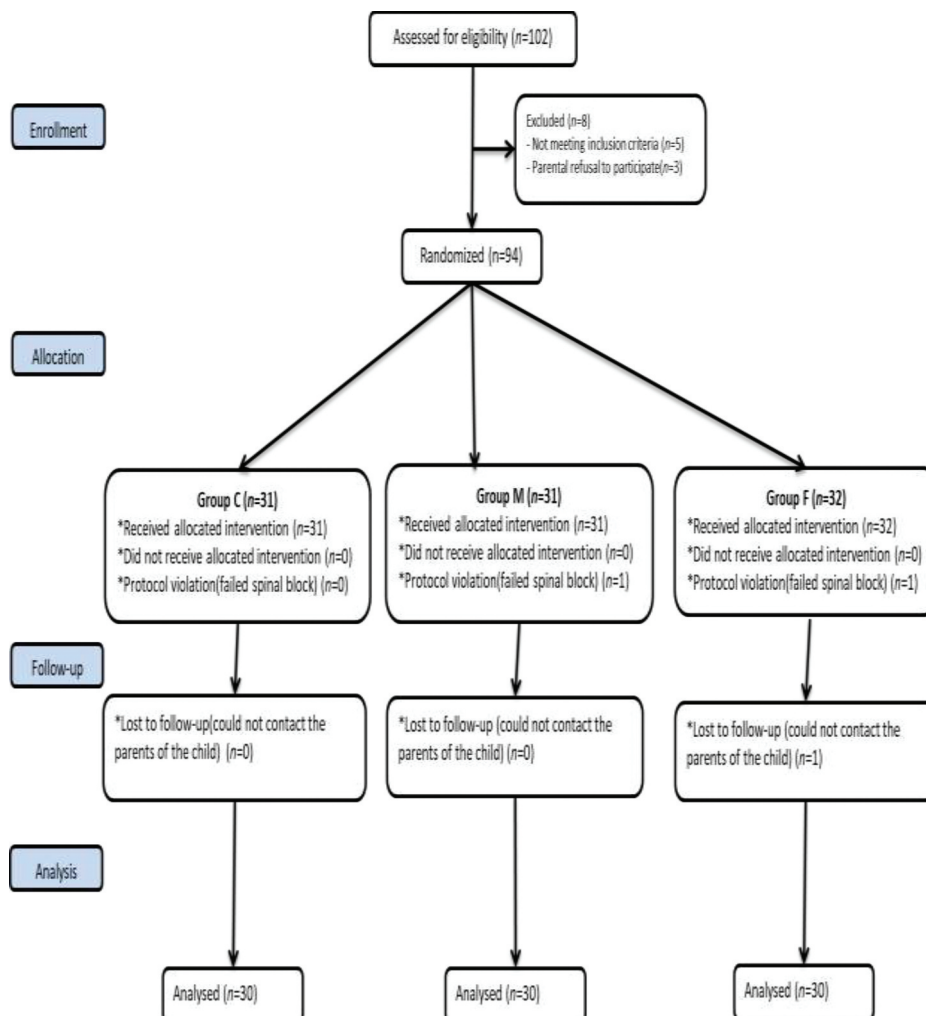 Assessed for eligibility (n=102)
Enrollment
Excluded (n=8)
- Not meeting inclusion criteria (n=5)
- Parental refusal to participate(n=3)
Randomized (n=94)
Allocation
Group C (n=31)
*Received allocated intervention (n=31)
*Did not receive allocated intervention (n=0)
*Protocol violation(failed spinal block) (n=0)
Group M (n=31)
*Received allocated intervention (n=31)
*Did not receive allocated intervention (n=0)
*Protocol violation(failed spinal block) (n=1)
Group F (n=32)
*Received allocated intervention (n=32)
*Did not receive allocated intervention (n=0)
*Protocol violation(failed spinal block) (n=1)
Follow-up
*Lost to follow-up(could not contact the
parents of the child) (n=0)
*Lost to follow-up (could not contact the
parents of the child) (n=0)
*Lost to follow-up (could not contact the
parents of the child) (n=1)
Analysis
Analysed (n=30)
Analysed (n=30)
Analysed (n=30)